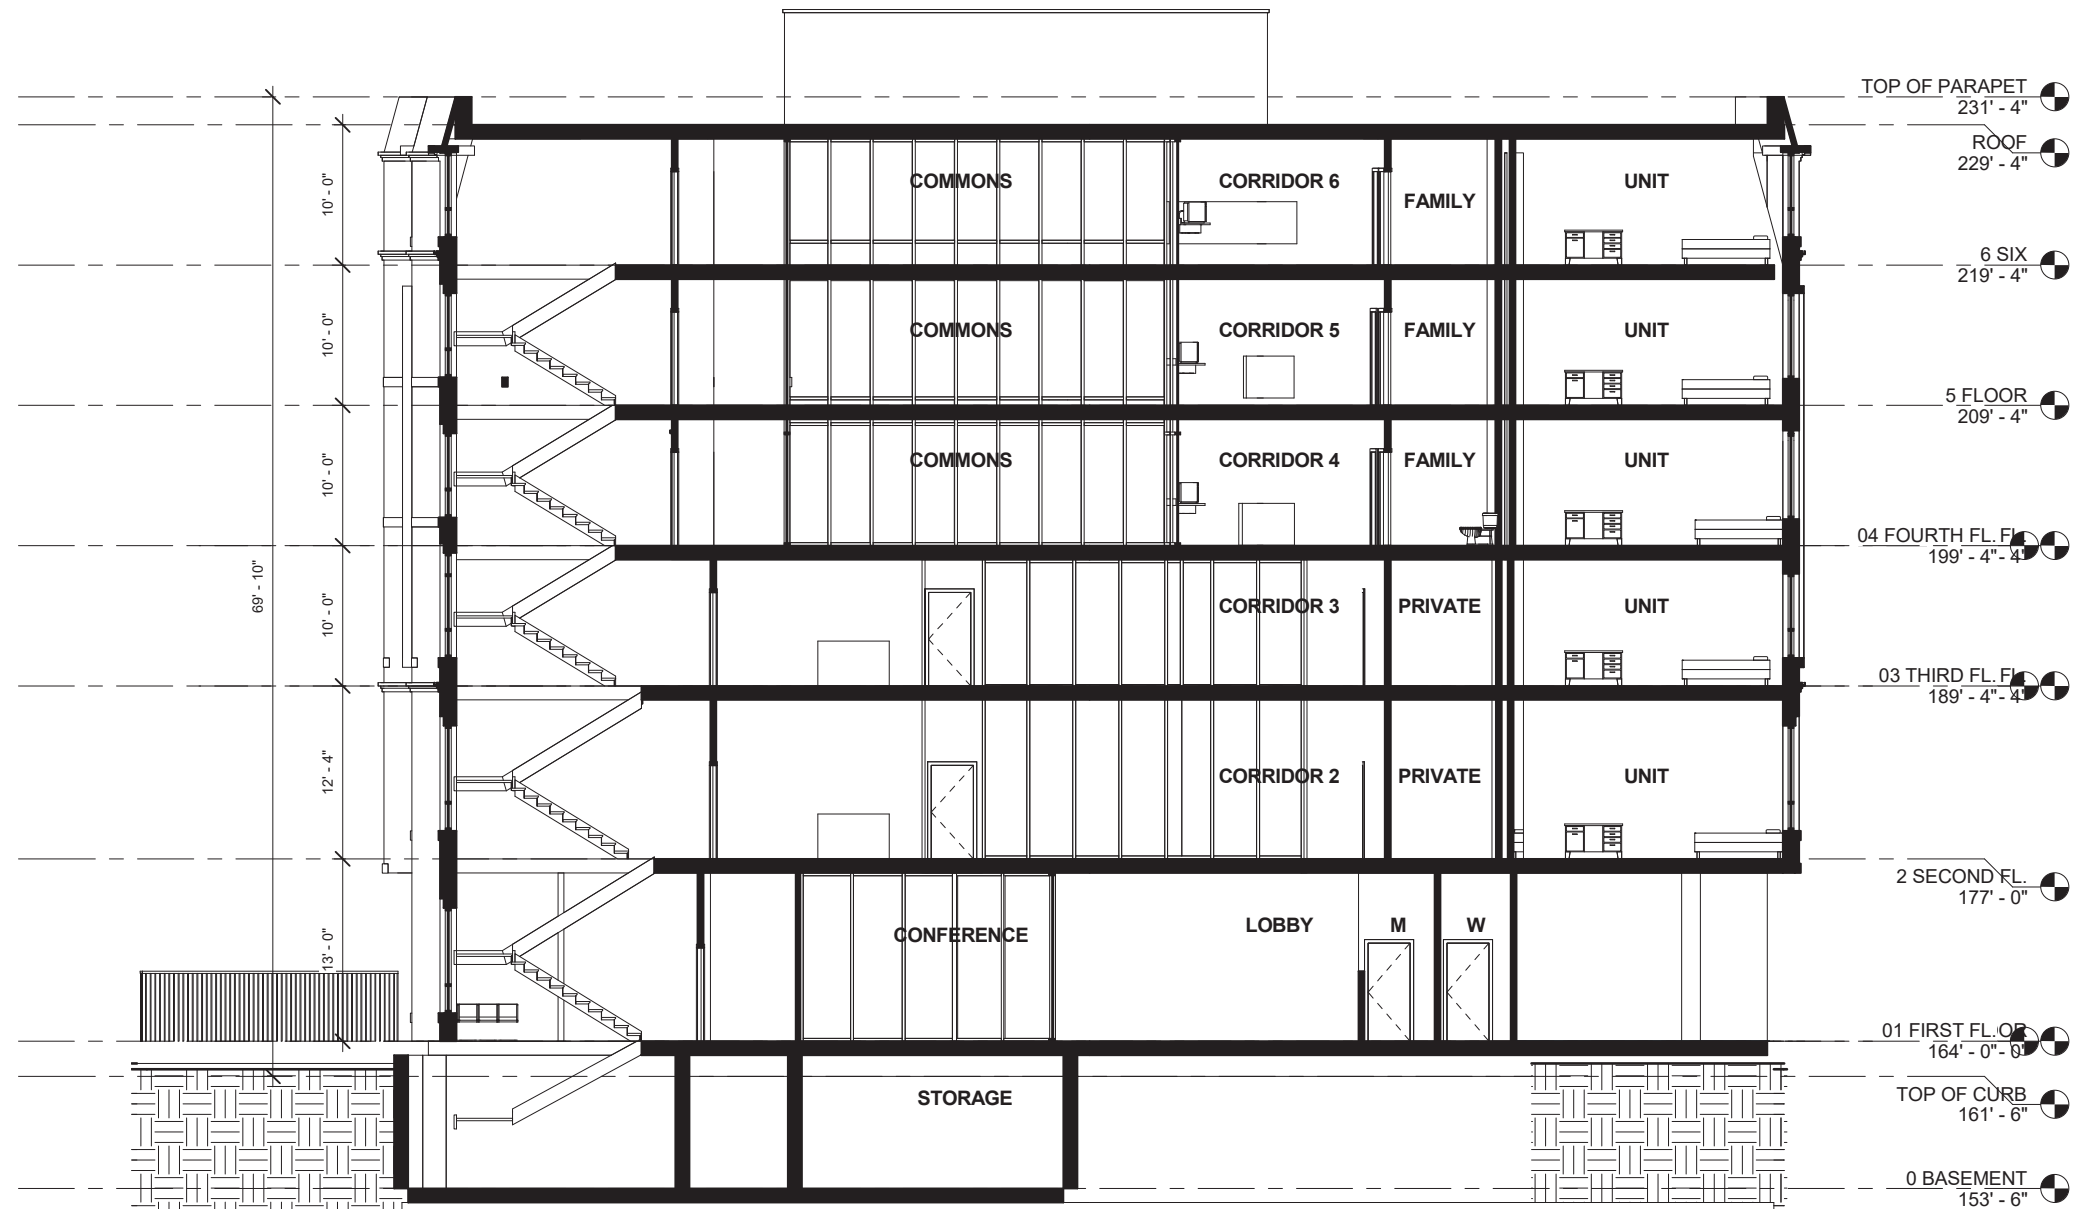 TOP OF PARAPET
231' - 4"
ROOF
229' - 4"
10' - 0"
COMMONS
CORRIDOR 6
FAMILY
UNIT
6 SIX
219' - 4"
10' - 0"
COMMONS
CORRIDOR 5
FAMILY
UNIT
5 FLOOR
209' - 4"
10' - 0"
COMMONS
CORRIDOR 4
FAMILY
UNIT
04 FOURTH FL. FL.
199' - 4"- 4"
69' - 10"
10' - 0"
CORRIDOR 3
PRIVATE
UNIT
03 THIRD FL. FL.
189' - 4"- 4"
12' - 4"
CORRIDOR 2
PRIVATE
UNIT
2 SECOND FL.
177' - 0"
13' - 0"
CONFERENCE
LOBBY
M
W
01 FIRST FL.OR
164' - 0"- 0"
STORAGE
TOP OF CURB
161' - 6"
0 BASEMENT
153' - 6"